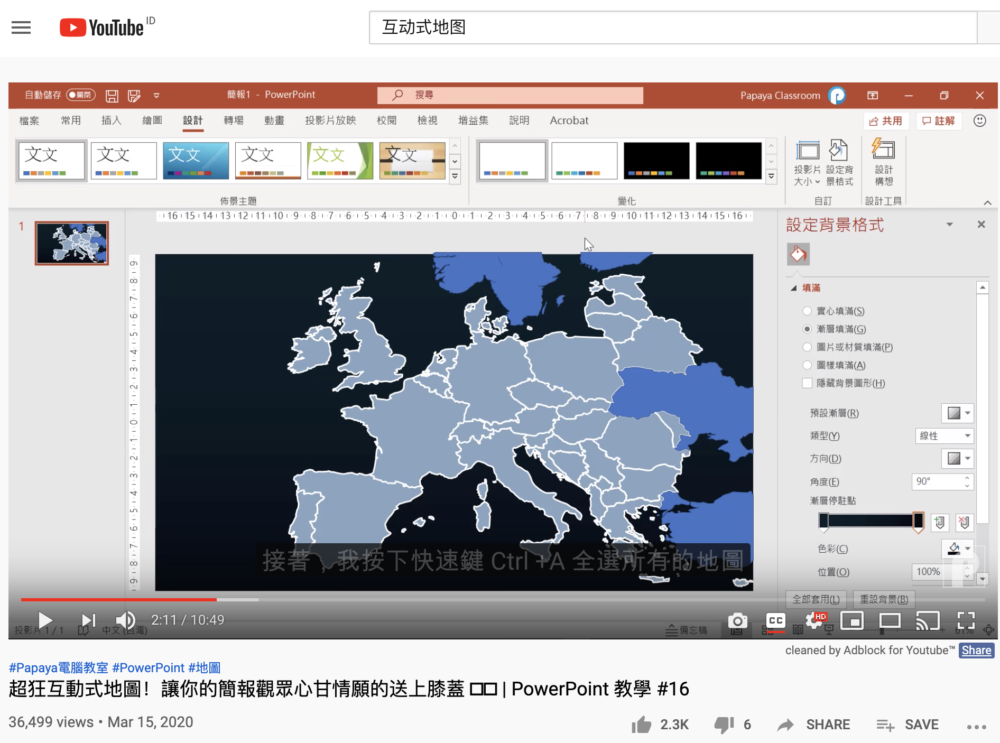 YouTube ID
互动式地图
自動儲存 關閉 簡報1 - PowerPoint 搜尋 Papaya Classroom
檔案 常用 插入 繪圖 設計 轉場 動畫 投影片放映 校閱 檢視 增益集 說明 Acrobat 共用 註解
文文 文文 文文 文文 文文 文文
投影片大小 設定背景格式 設計構想
佈景主題 變化 自訂 設計工具
16 15 14 13 12 11 10 9 8 7 6 5 4 3 2 1 0 1 2 3 4 5 6 7 8 9 10 11 12 13 14 15 16
1
9 8 7 6 5 4 3 2 1 0 1 2 3 4 5 6 7 8 9
設定背景格式
填滿
實心填滿(S)
漸層填滿(G)
圖片或材質填滿(P)
圖樣填滿(A)
隱藏背景圖形(H)
預設漸層(R)
類型(Y) 線性
方向(D)
角度(E) 90°
漸層停駐點
色彩(C)
位置(O) 100%
全部套用(L) 重設背景(B)
接著，我按下快速鍵 Ctrl +A 全選所有的地圖
2:11 / 10:49
CC HD
投影片 1 / 1 中文 (台灣) 備忘稿 61%
cleaned by Adblock for Youtube™ Share
#Papaya電腦教室 #PowerPoint #地圖
超狂互動式地圖！讓你的簡報觀眾心甘情願的送上膝蓋 □□ | PowerPoint 教學 #16
36,499 views • Mar 15, 2020
2.3K 6 SHARE SAVE